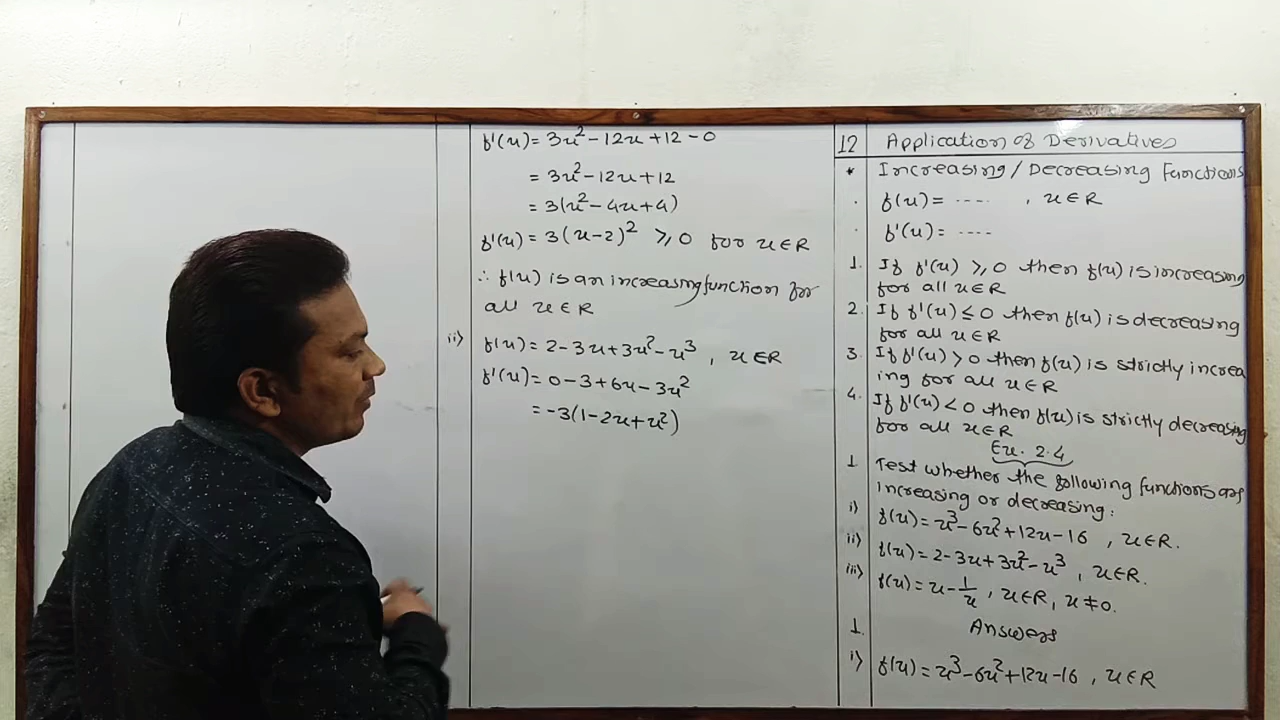 12 Application of Derivatives
* Increasing / Decreasing Functions
. f(x) = ---- , x ∈ R
. f'(x) = ----
1. If f'(x) ⩾ 0 then f(x) is increasing
for all x ∈ R
2. If f'(x) ≤ 0 then f(x) is decreasing
for all x ∈ R
3. If f'(x) > 0 then f(x) is strictly increa
ing for all x ∈ R
4. If f'(x) < 0 then f(x) is strictly decreasing
for all x ∈ R
Ex. 2.4
1. Test whether the following functions are
increasing or decreasing:
i) f(x) = x³ - 6x² + 12x - 16 , x ∈ R.
ii) f(x) = 2 - 3x + 3x² - x³ , x ∈ R.
iii) f(x) = x - 1/x , x ∈ R, x ≠ 0.
1. Answers
i) f(x) = x³ - 6x² + 12x - 16 , x ∈ R
f'(x) = 3x² - 12x + 12 - 0
= 3x² - 12x + 12
= 3(x² - 4x + 4)
f'(x) = 3(x - 2)² ⩾ 0 for x ∈ R
∴ f(x) is an increasing function for
all x ∈ R
ii) f(x) = 2 - 3x + 3x² - x³ , x ∈ R
f'(x) = 0 - 3 + 6x - 3x²
= -3(1 - 2x + x²)